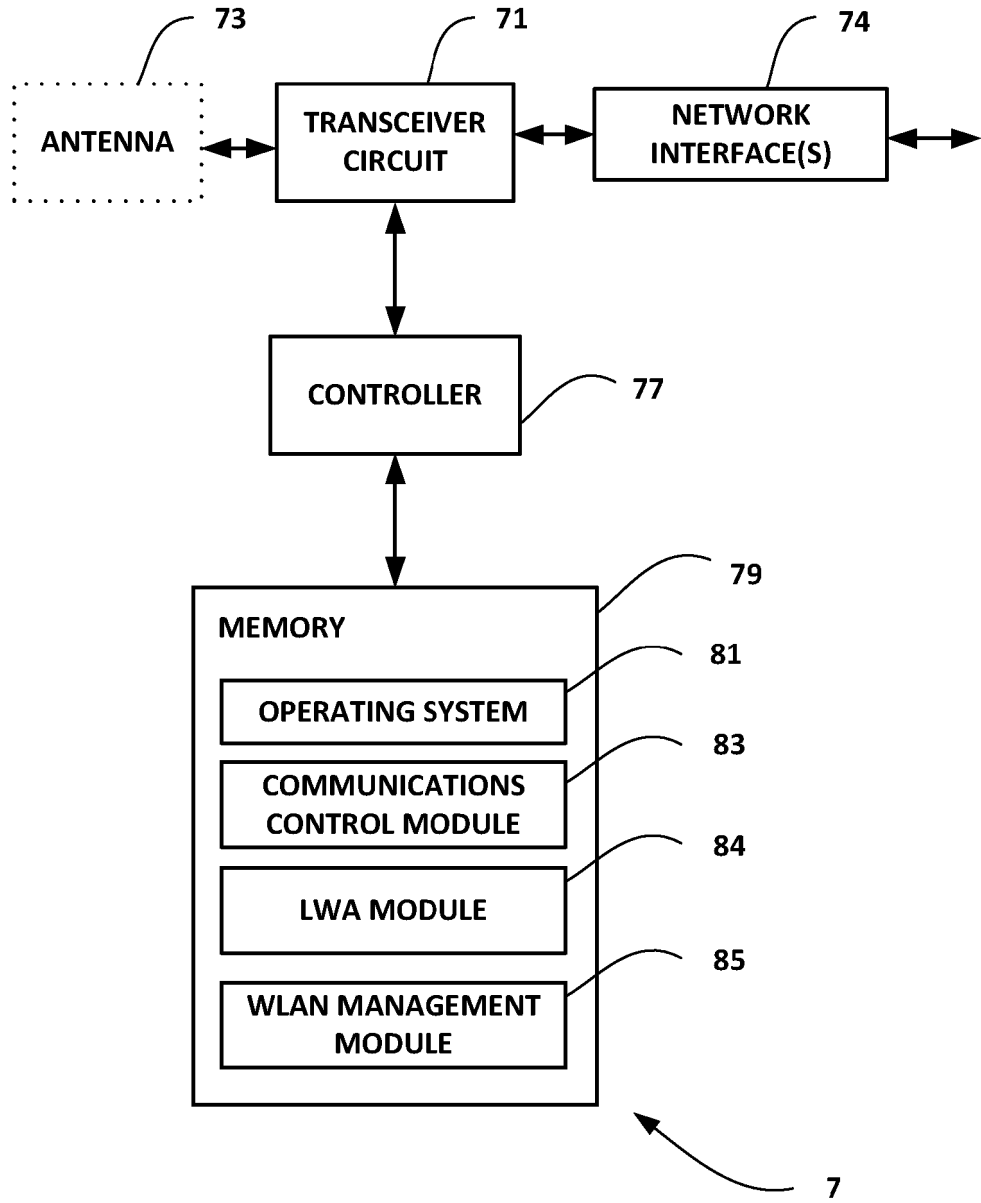 73
71
74
ANTENNA
TRANSCEIVER
CIRCUIT
NETWORK
INTERFACE(S)
CONTROLLER
77
79
MEMORY
81
OPERATING SYSTEM
83
COMMUNICATIONS
CONTROL MODULE
84
LWA MODULE
85
WLAN MANAGEMENT
MODULE
7